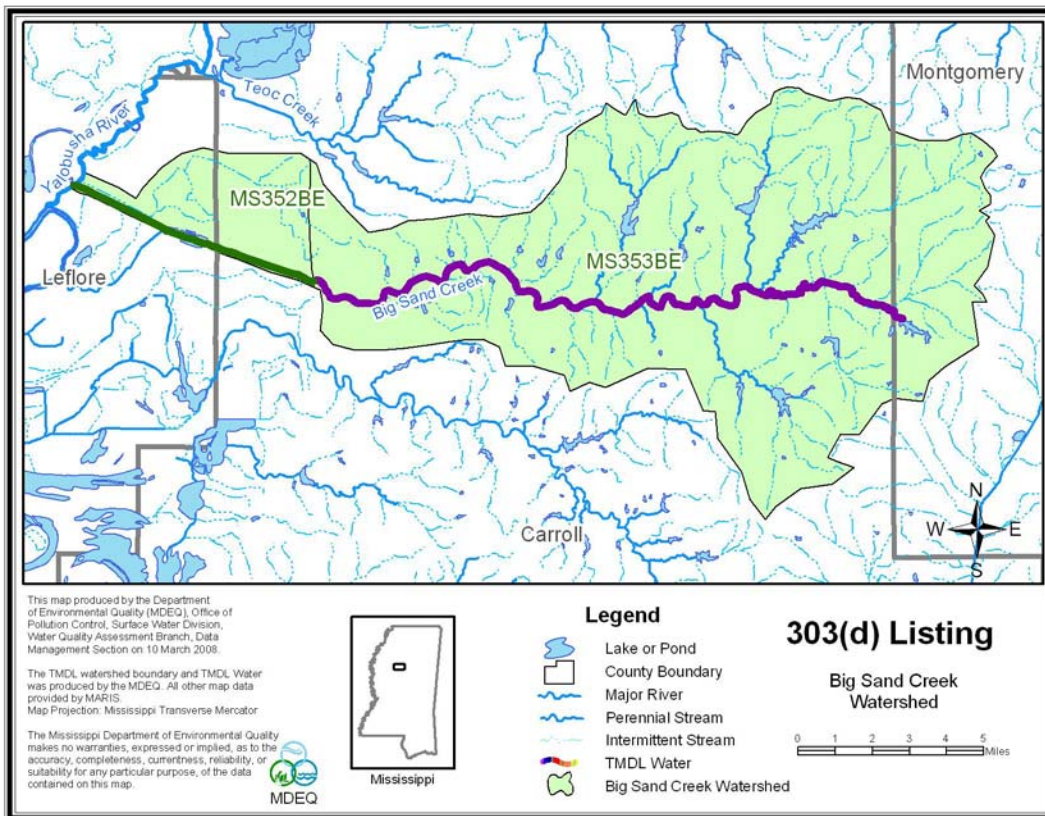 Montgomery
Teoc Creek
Yalobusha River
MS352BE
MS353BE
Leflore
Big Sand Creek
Carroll
N
W E
S
This map produced by the Department
of Environmental Quality (MDEQ), Office of
Pollution Control, Surface Water Division,
Water Quality Assessment Branch, Data
Management Section on 10 March 2008.
The TMDL watershed boundary and TMDL Water
was produced by the MDEQ. All other map data
provided by MARIS.
Map Projection: Mississippi Transverse Mercator
The Mississippi Department of Environmental Quality
makes no warranties, expressed or implied, as to the
accuracy, completeness, currentness, reliability, or
suitability for any particular purpose, of the data
contained on this map.
MDEQ
Mississippi
Legend
Lake or Pond
County Boundary
Major River
Perennial Stream
Intermittent Stream
TMDL Water
Big Sand Creek Watershed
303(d) Listing
Big Sand Creek
Watershed
0 1 2 3 4 5
Miles